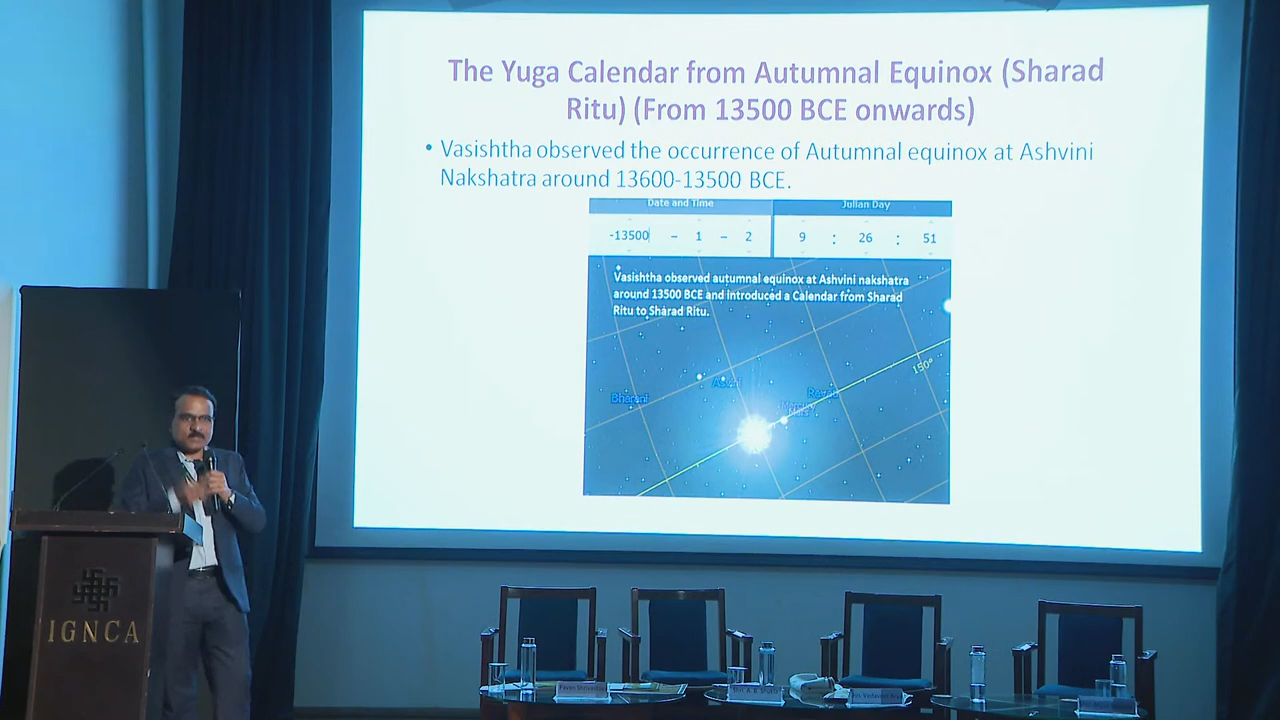 The Yuga Calendar from Autumnal Equinox (Sharad
Ritu) (From 13500 BCE onwards)
• Vasishtha observed the occurrence of Autumnal equinox at Ashvini
Nakshatra around 13600-13500 BCE.
Date and Time
Julian Day
-13500 - 1 - 2
9 : 26 : 51
Vasishtha observed autumnal equinox at Ashvini nakshatra
around 13500 BCE and introduced a Calendar from Sharad
Ritu to Sharad Ritu.
150°
Bharani
Revati
Mercury
Mars
IGNCA